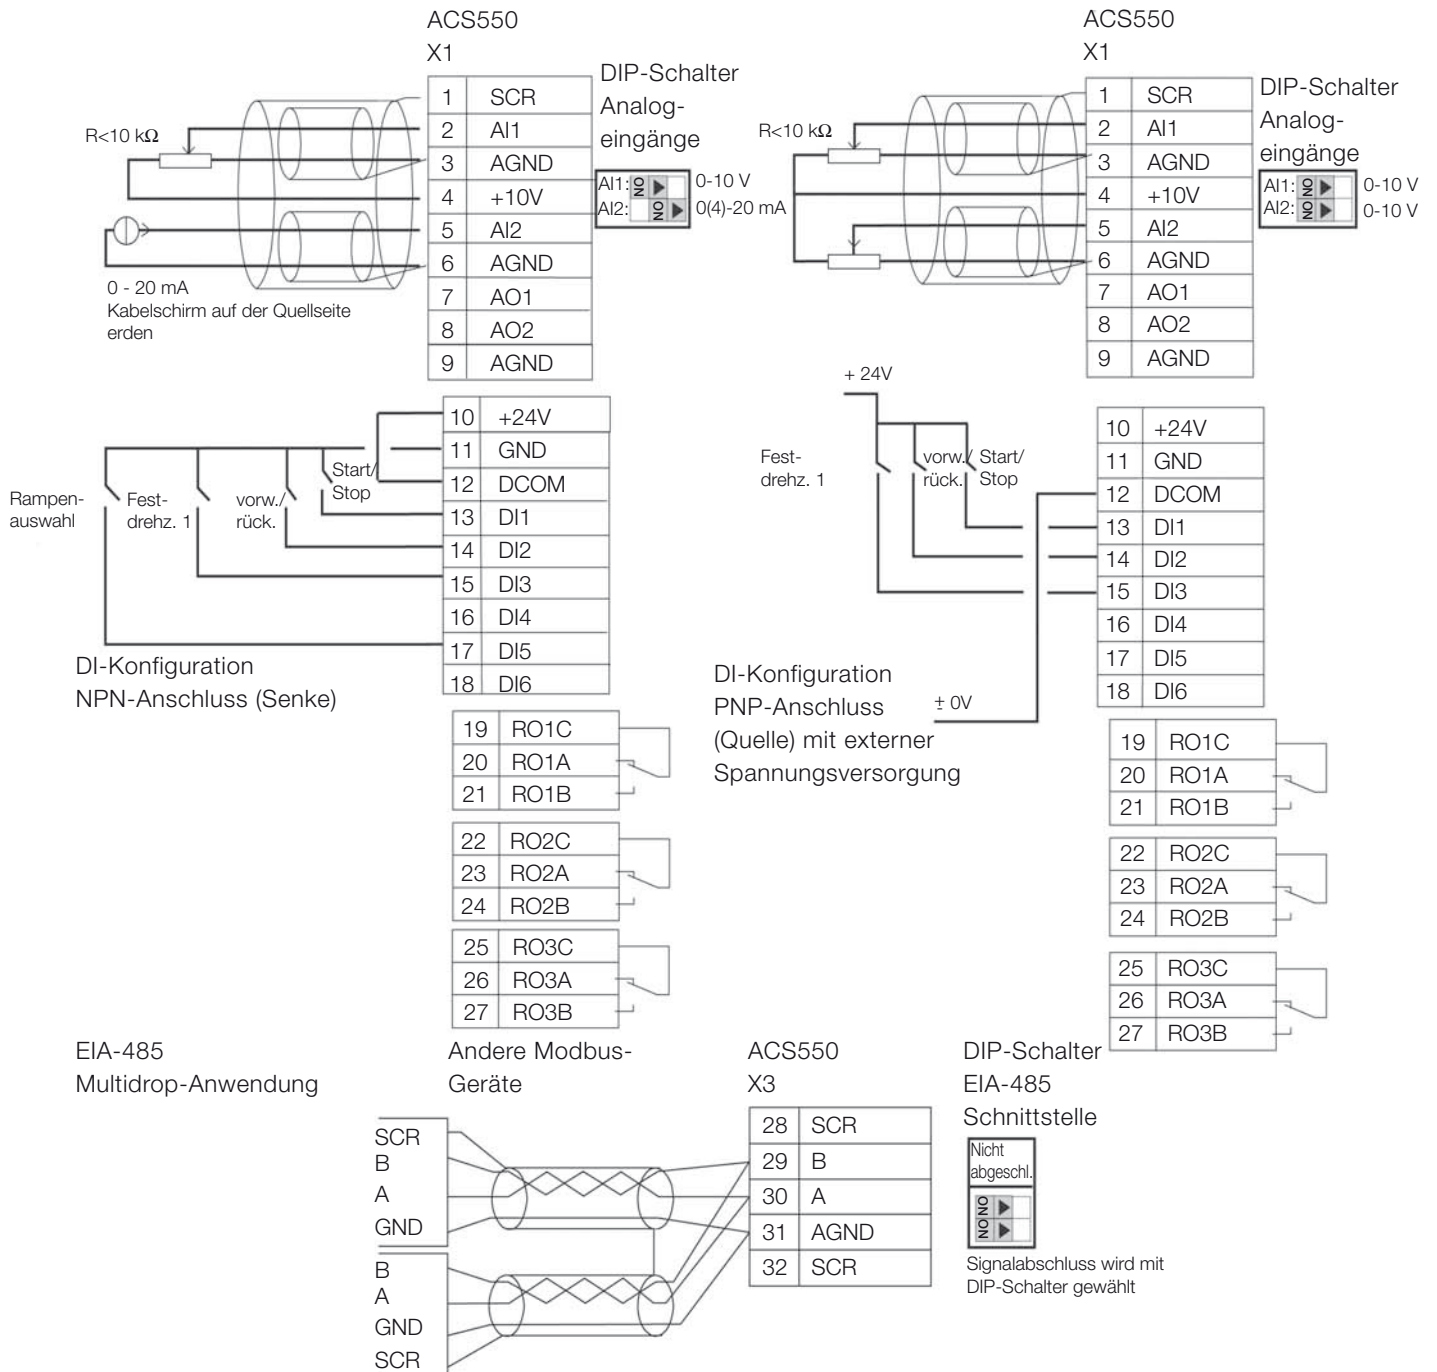 ACS550
X1
1 SCR
2 AI1
3 AGND
4 +10V
5 AI2
6 AGND
7 AO1
8 AO2
9 AGND
DIP-Schalter
Analog-
eingänge
AI1: ON 0-10 V
AI2: ON 0(4)-20 mA
R<10 kΩ
0 - 20 mA
Kabelschirm auf der Quellseite
erden
10 +24V
11 GND
12 DCOM
13 DI1
14 DI2
15 DI3
16 DI4
17 DI5
18 DI6
Rampen-
auswahl
Fest-
drehz. 1
vorw./
rück.
Start/
Stop
DI-Konfiguration
NPN-Anschluss (Senke)
19 RO1C
20 RO1A
21 RO1B
22 RO2C
23 RO2A
24 RO2B
25 RO3C
26 RO3A
27 RO3B
ACS550
X1
1 SCR
2 AI1
3 AGND
4 +10V
5 AI2
6 AGND
7 AO1
8 AO2
9 AGND
DIP-Schalter
Analog-
eingänge
AI1: ON 0-10 V
AI2: ON 0-10 V
R<10 kΩ
+ 24V
10 +24V
11 GND
12 DCOM
13 DI1
14 DI2
15 DI3
16 DI4
17 DI5
18 DI6
Fest-
drehz. 1
vorw./
rück.
Start/
Stop
DI-Konfiguration
PNP-Anschluss
(Quelle) mit externer
Spannungsversorgung
± 0V
19 RO1C
20 RO1A
21 RO1B
22 RO2C
23 RO2A
24 RO2B
25 RO3C
26 RO3A
27 RO3B
EIA-485
Multidrop-Anwendung
Andere Modbus-
Geräte
SCR
B
A
GND
B
A
GND
SCR
ACS550
X3
28 SCR
29 B
30 A
31 AGND
32 SCR
DIP-Schalter
EIA-485
Schnittstelle
Nicht
abgeschl.
ON
ON
Signalabschluss wird mit
DIP-Schalter gewählt